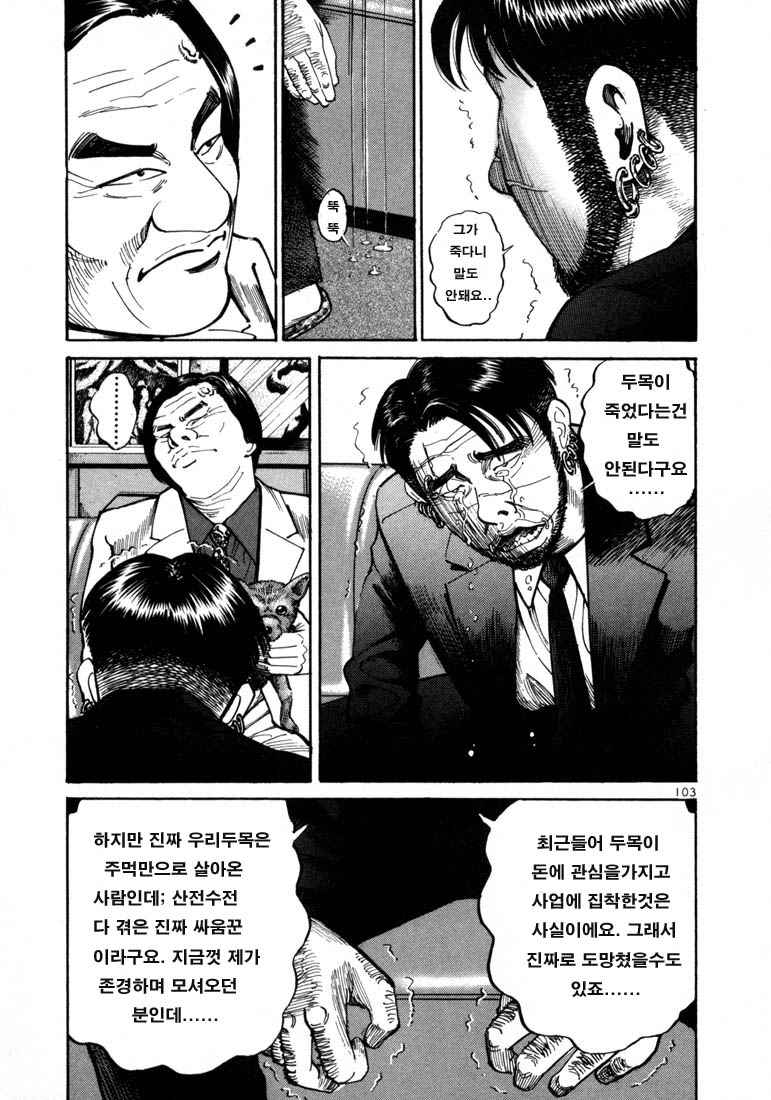 그가
죽다니
말도
안돼요..
뚝
뚝
두목이
죽었다는건
말도
안된다구요
......
........
103
최근들어 두목이
돈에 관심을가지고
사업에 집착한것은
사실이에요. 그래서
진짜로 도망쳤을수도
있죠......
하지만 진짜 우리두목은
주먹만으로 살아온
사람인데; 산전수전
다 겪은 진짜 싸움꾼
이라구요. 지금껏 제가
존경하며 모셔오던
분인데......